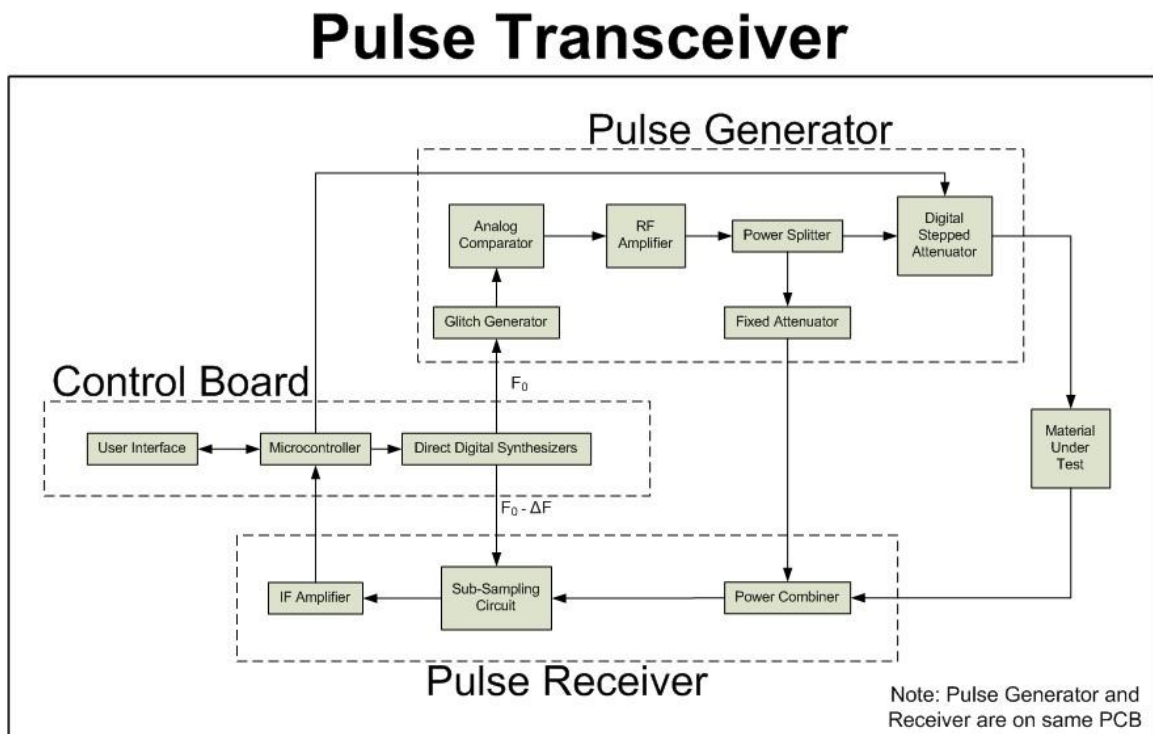 Pulse Transceiver
Pulse Generator
Analog
Comparator
RF
Amplifier
Power Splitter
Digital
Stepped
Attenuator
Glitch Generator
Fixed Attenuator
F₀
Control Board
User Interface
Microcontroller
Direct Digital Synthesizers
Material
Under
Test
F₀ - ΔF
IF Amplifier
Sub-Sampling
Circuit
Power Combiner
Pulse Receiver
Note: Pulse Generator and
Receiver are on same PCB